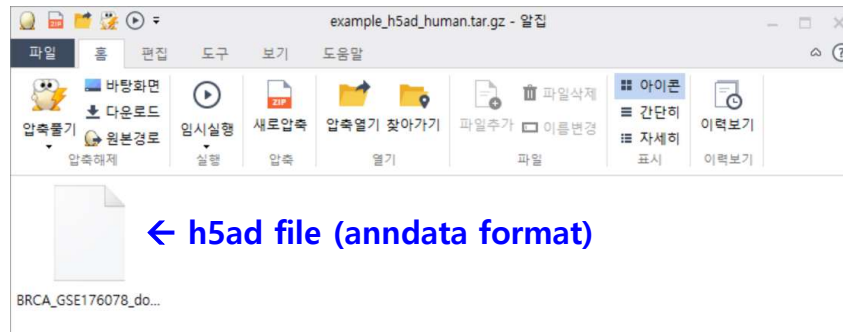 example_h5ad_human.tar.gz - 알집
파일 홈 편집 도구 보기 도움말
압축풀기
바탕화면
다운로드
원본경로
압축해제
임시실행
실행
ZIP
새로압축
압축
압축열기 찾아가기
열기
파일추가
파일삭제
이름변경
파일
아이콘
간단히
자세히
표시
이력보기
이력보기
← h5ad file (anndata format)
BRCA_GSE176078_do...